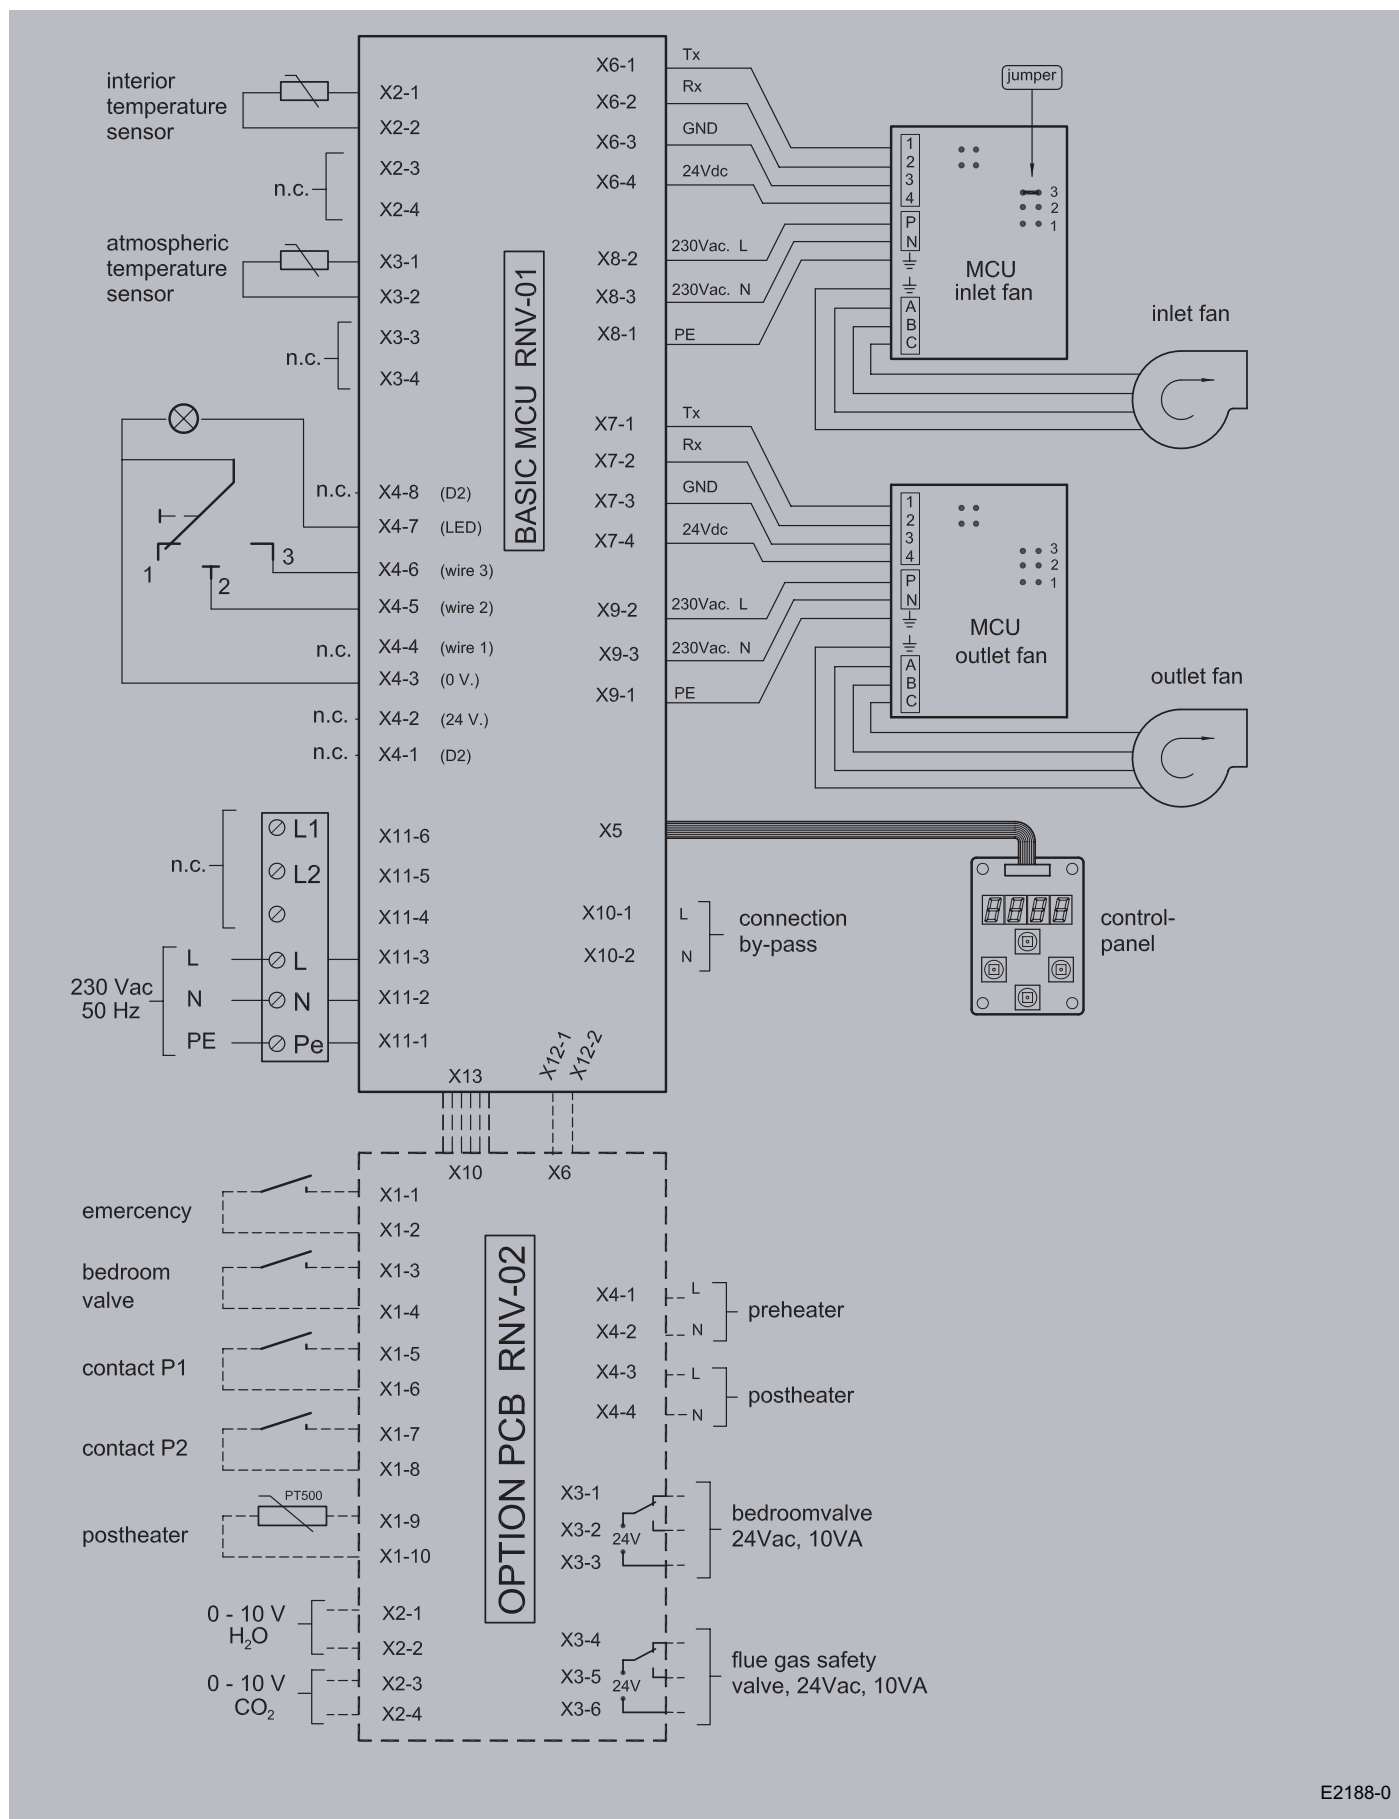 interior
temperature
sensor
X2-1
X2-2
n.c.
X2-3
X2-4
atmospheric
temperature
sensor
X3-1
X3-2
n.c.
X3-3
X3-4
1
2
3
n.c.
X4-8 (D2)
X4-7 (LED)
X4-6 (wire 3)
X4-5 (wire 2)
n.c.
X4-4 (wire 1)
X4-3 (0 V.)
n.c.
X4-2 (24 V.)
n.c.
X4-1 (D2)
n.c.
L1
L2
L
N
Pe
230 Vac
50 Hz
L
N
PE
X11-6
X11-5
X11-4
X11-3
X11-2
X11-1
BASIC MCU RNV-01
X13
X12-1
X12-2
X6-1
X6-2
X6-3
X6-4
X8-2
X8-3
X8-1
Tx
Rx
GND
24Vdc
230Vac. L
230Vac. N
PE
jumper
1
2
3
4
P
N
A
B
C
3
2
1
MCU
inlet fan
inlet fan
X7-1
X7-2
X7-3
X7-4
X9-2
X9-3
X9-1
Tx
Rx
GND
24Vdc
230Vac. L
230Vac. N
PE
1
2
3
4
P
N
A
B
C
3
2
1
MCU
outlet fan
outlet fan
X5
8888
control-
panel
X10-1
X10-2
L
N
connection
by-pass
X10
X6
OPTION PCB RNV-02
emercency
X1-1
X1-2
bedroom
valve
X1-3
X1-4
contact P1
X1-5
X1-6
contact P2
X1-7
X1-8
postheater
PT500
X1-9
X1-10
0 - 10 V
H₂O
X2-1
X2-2
0 - 10 V
CO₂
X2-3
X2-4
X4-1
X4-2
L
N
preheater
X4-3
X4-4
L
N
postheater
X3-1
X3-2
X3-3
24V
bedroomvalve
24Vac, 10VA
X3-4
X3-5
X3-6
24V
flue gas safety
valve, 24Vac, 10VA
E2188-0